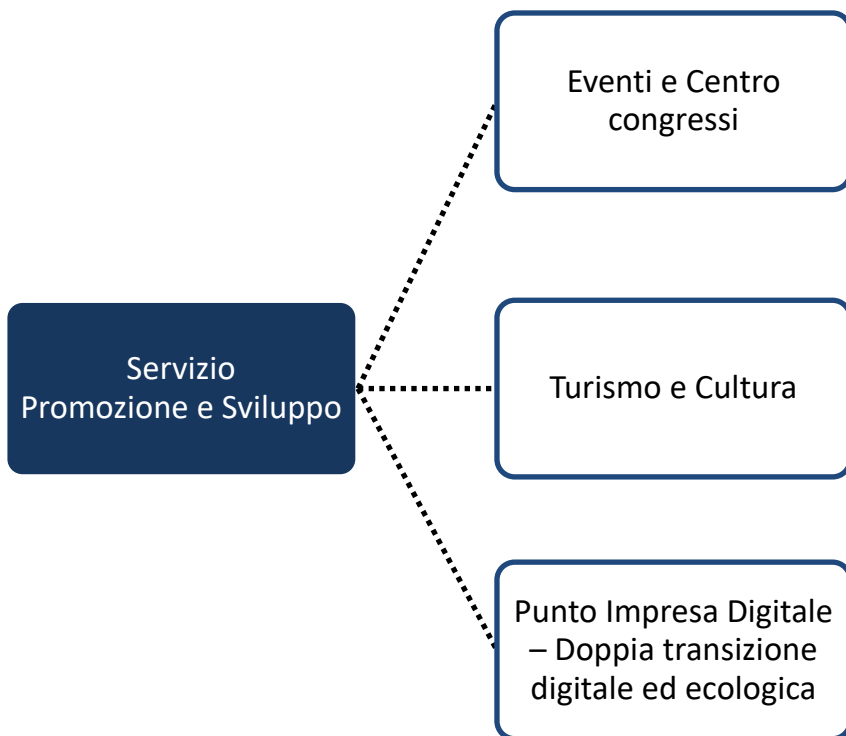 Eventi e Centro
congressi
Servizio
Promozione e Sviluppo
Turismo e Cultura
Punto Impresa Digitale
– Doppia transizione
digitale ed ecologica